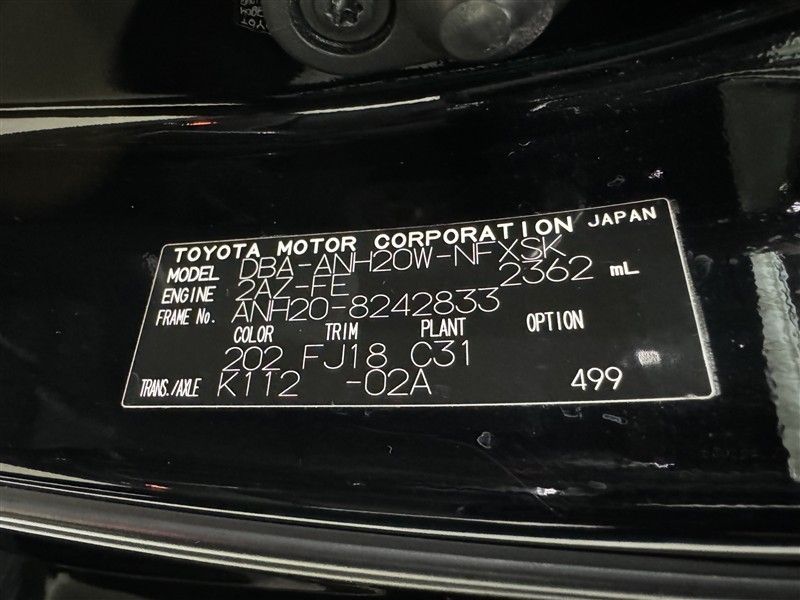 TOYOTA MOTOR CORPORATION JAPAN
MODEL DBA-ANH20W-NFXSK
ENGINE 2AZ-FE 2362 mL
FRAME No. ANH20-8242833
COLOR TRIM PLANT OPTION
202 FJ18 C31
TRANS./AXLE K112 -02A 499